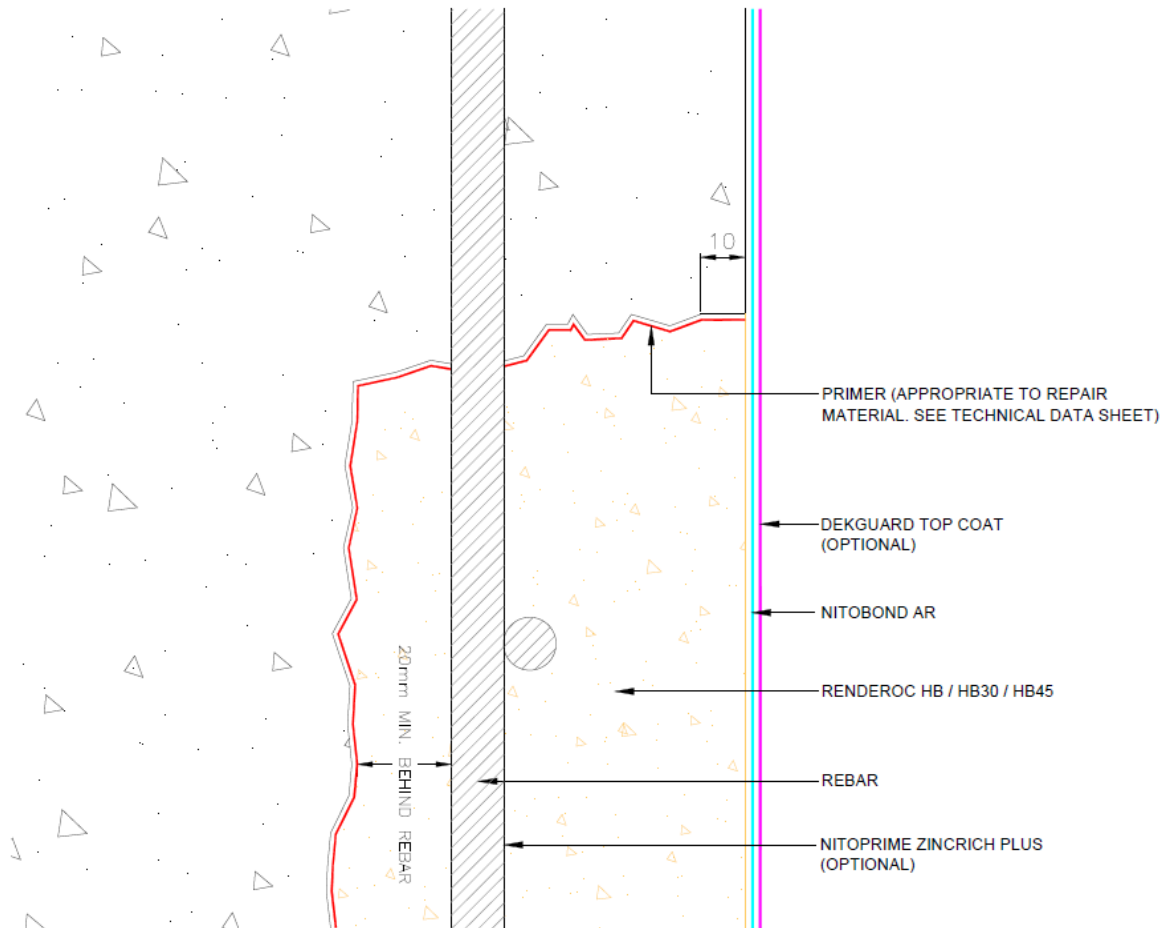 10
PRIMER (APPROPRIATE TO REPAIR
MATERIAL. SEE TECHNICAL DATA SHEET)
DEKGUARD TOP COAT
(OPTIONAL)
NITOBOND AR
RENDEROC HB / HB30 / HB45
20mm MIN. BEHIND REBAR
REBAR
NITOPRIME ZINCRICH PLUS
(OPTIONAL)